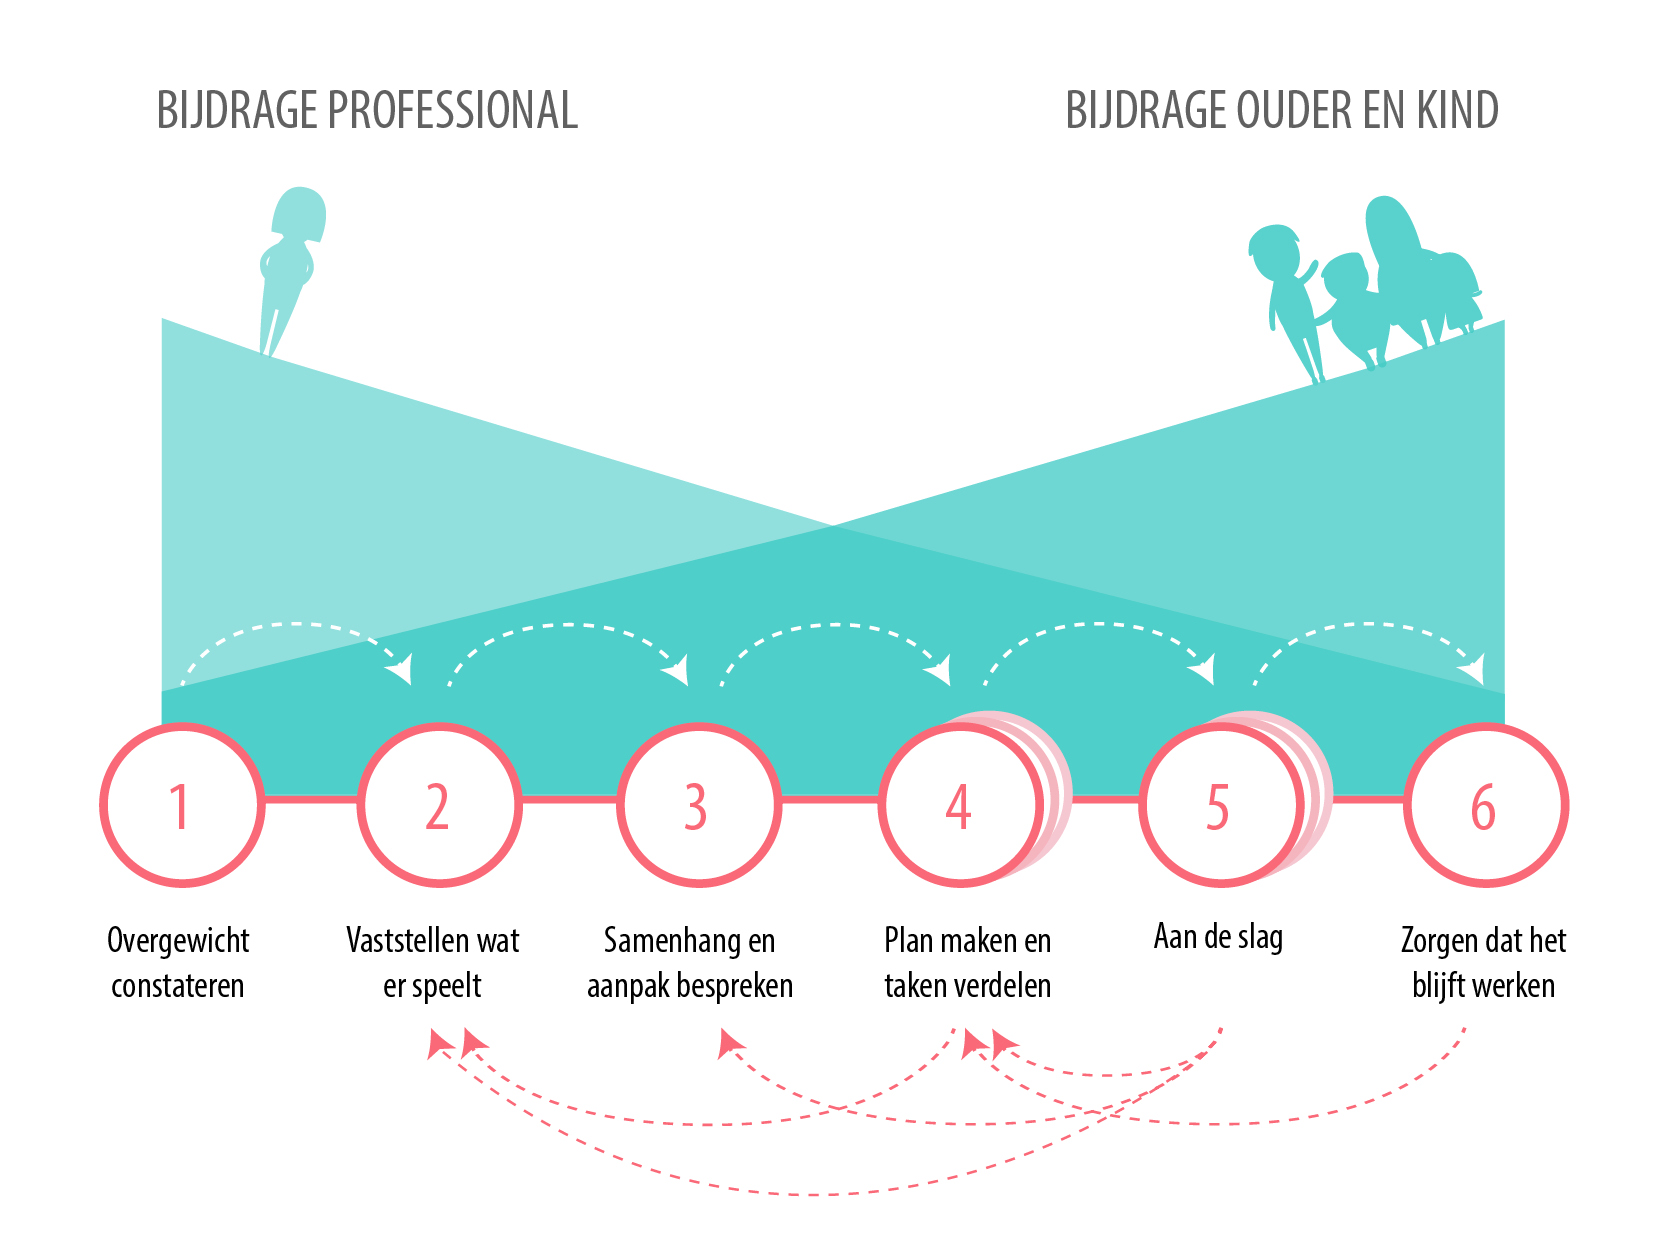 BIJDRAGE PROFESSIONAL
BIJDRAGE OUDER EN KIND
1
2
3
4
5
6
Overgewicht
constateren
Vaststellen wat
er speelt
Samenhang en
aanpak bespreken
Plan maken en
taken verdelen
Aan de slag
Zorgen dat het
blijft werken